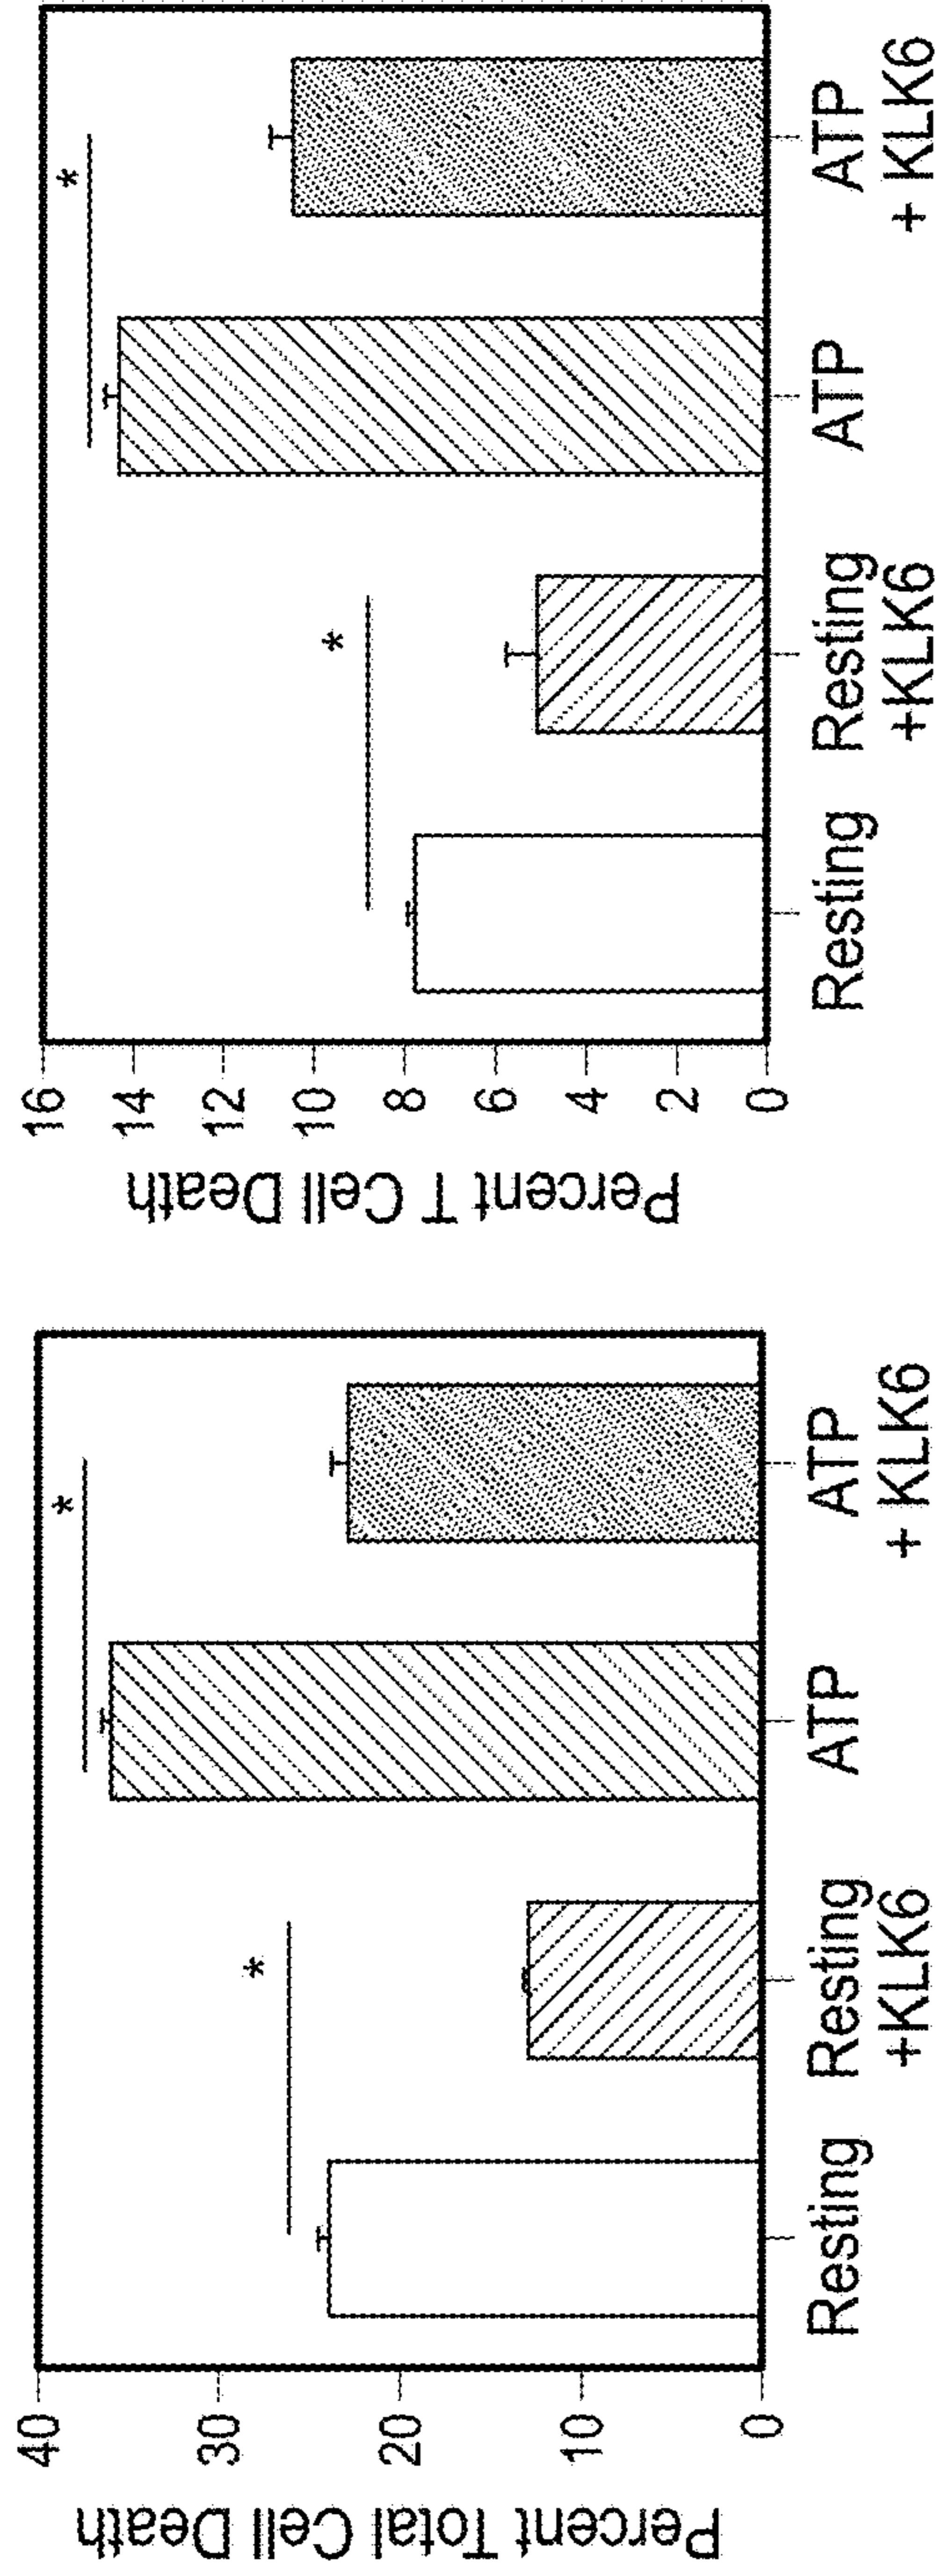 Percent Total Cell Death
40
30
20
10
0
*
*
Resting
Resting
+KLK6
ATP
ATP
+ KLK6
Percent T Cell Death
16
14
12
10
8
6
4
2
0
*
*
Resting
Resting
+KLK6
ATP
ATP
+ KLK6